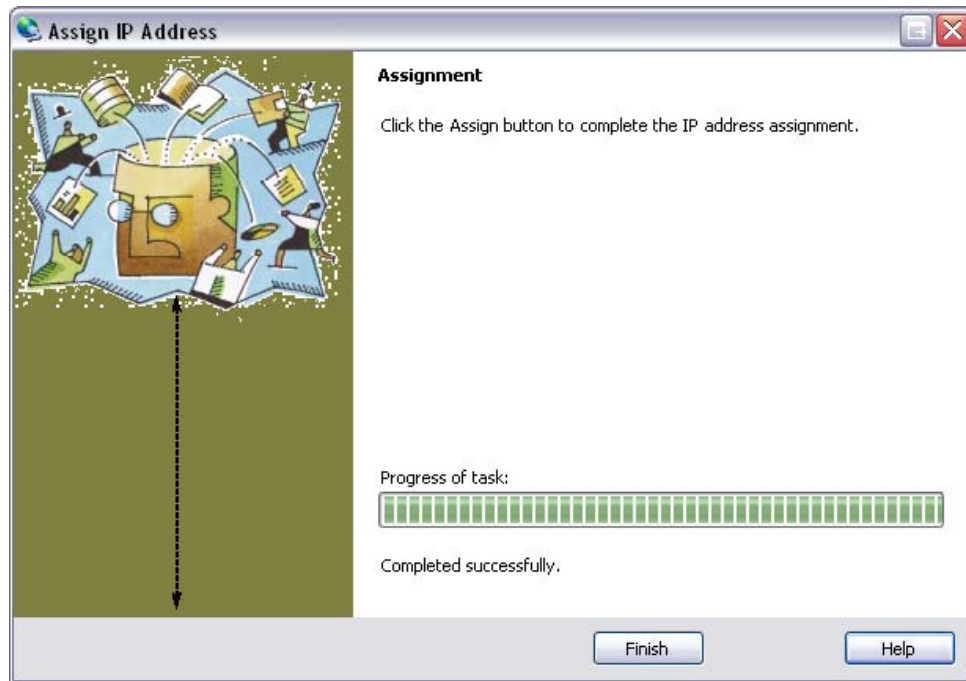 Assign IP Address
Assignment
Click the Assign button to complete the IP address assignment.
Progress of task:
Completed successfully.
Finish
Help